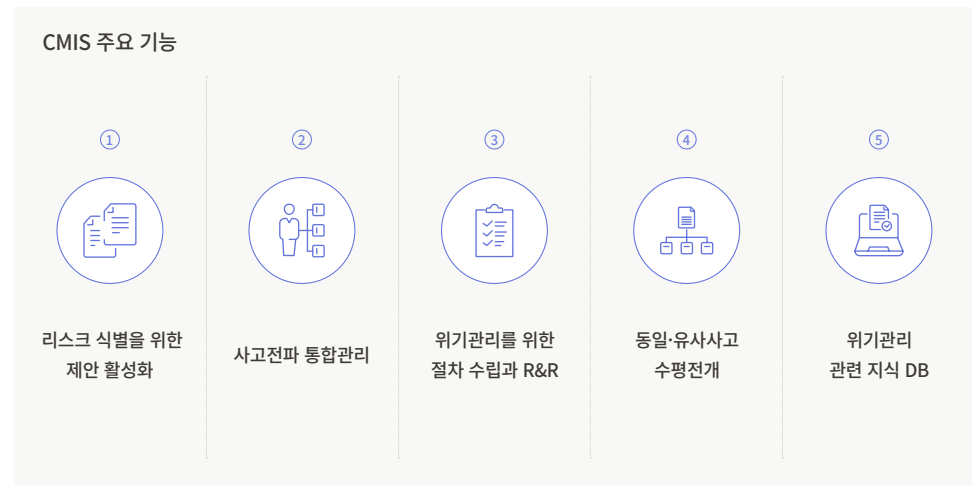 CMIS 주요 기능
①
②
③
④
⑤
리스크 식별을 위한
제안 활성화
사고전파 통합관리
위기관리를 위한
절차 수립과 R&R
동일·유사사고
수평전개
위기관리
관련 지식 DB